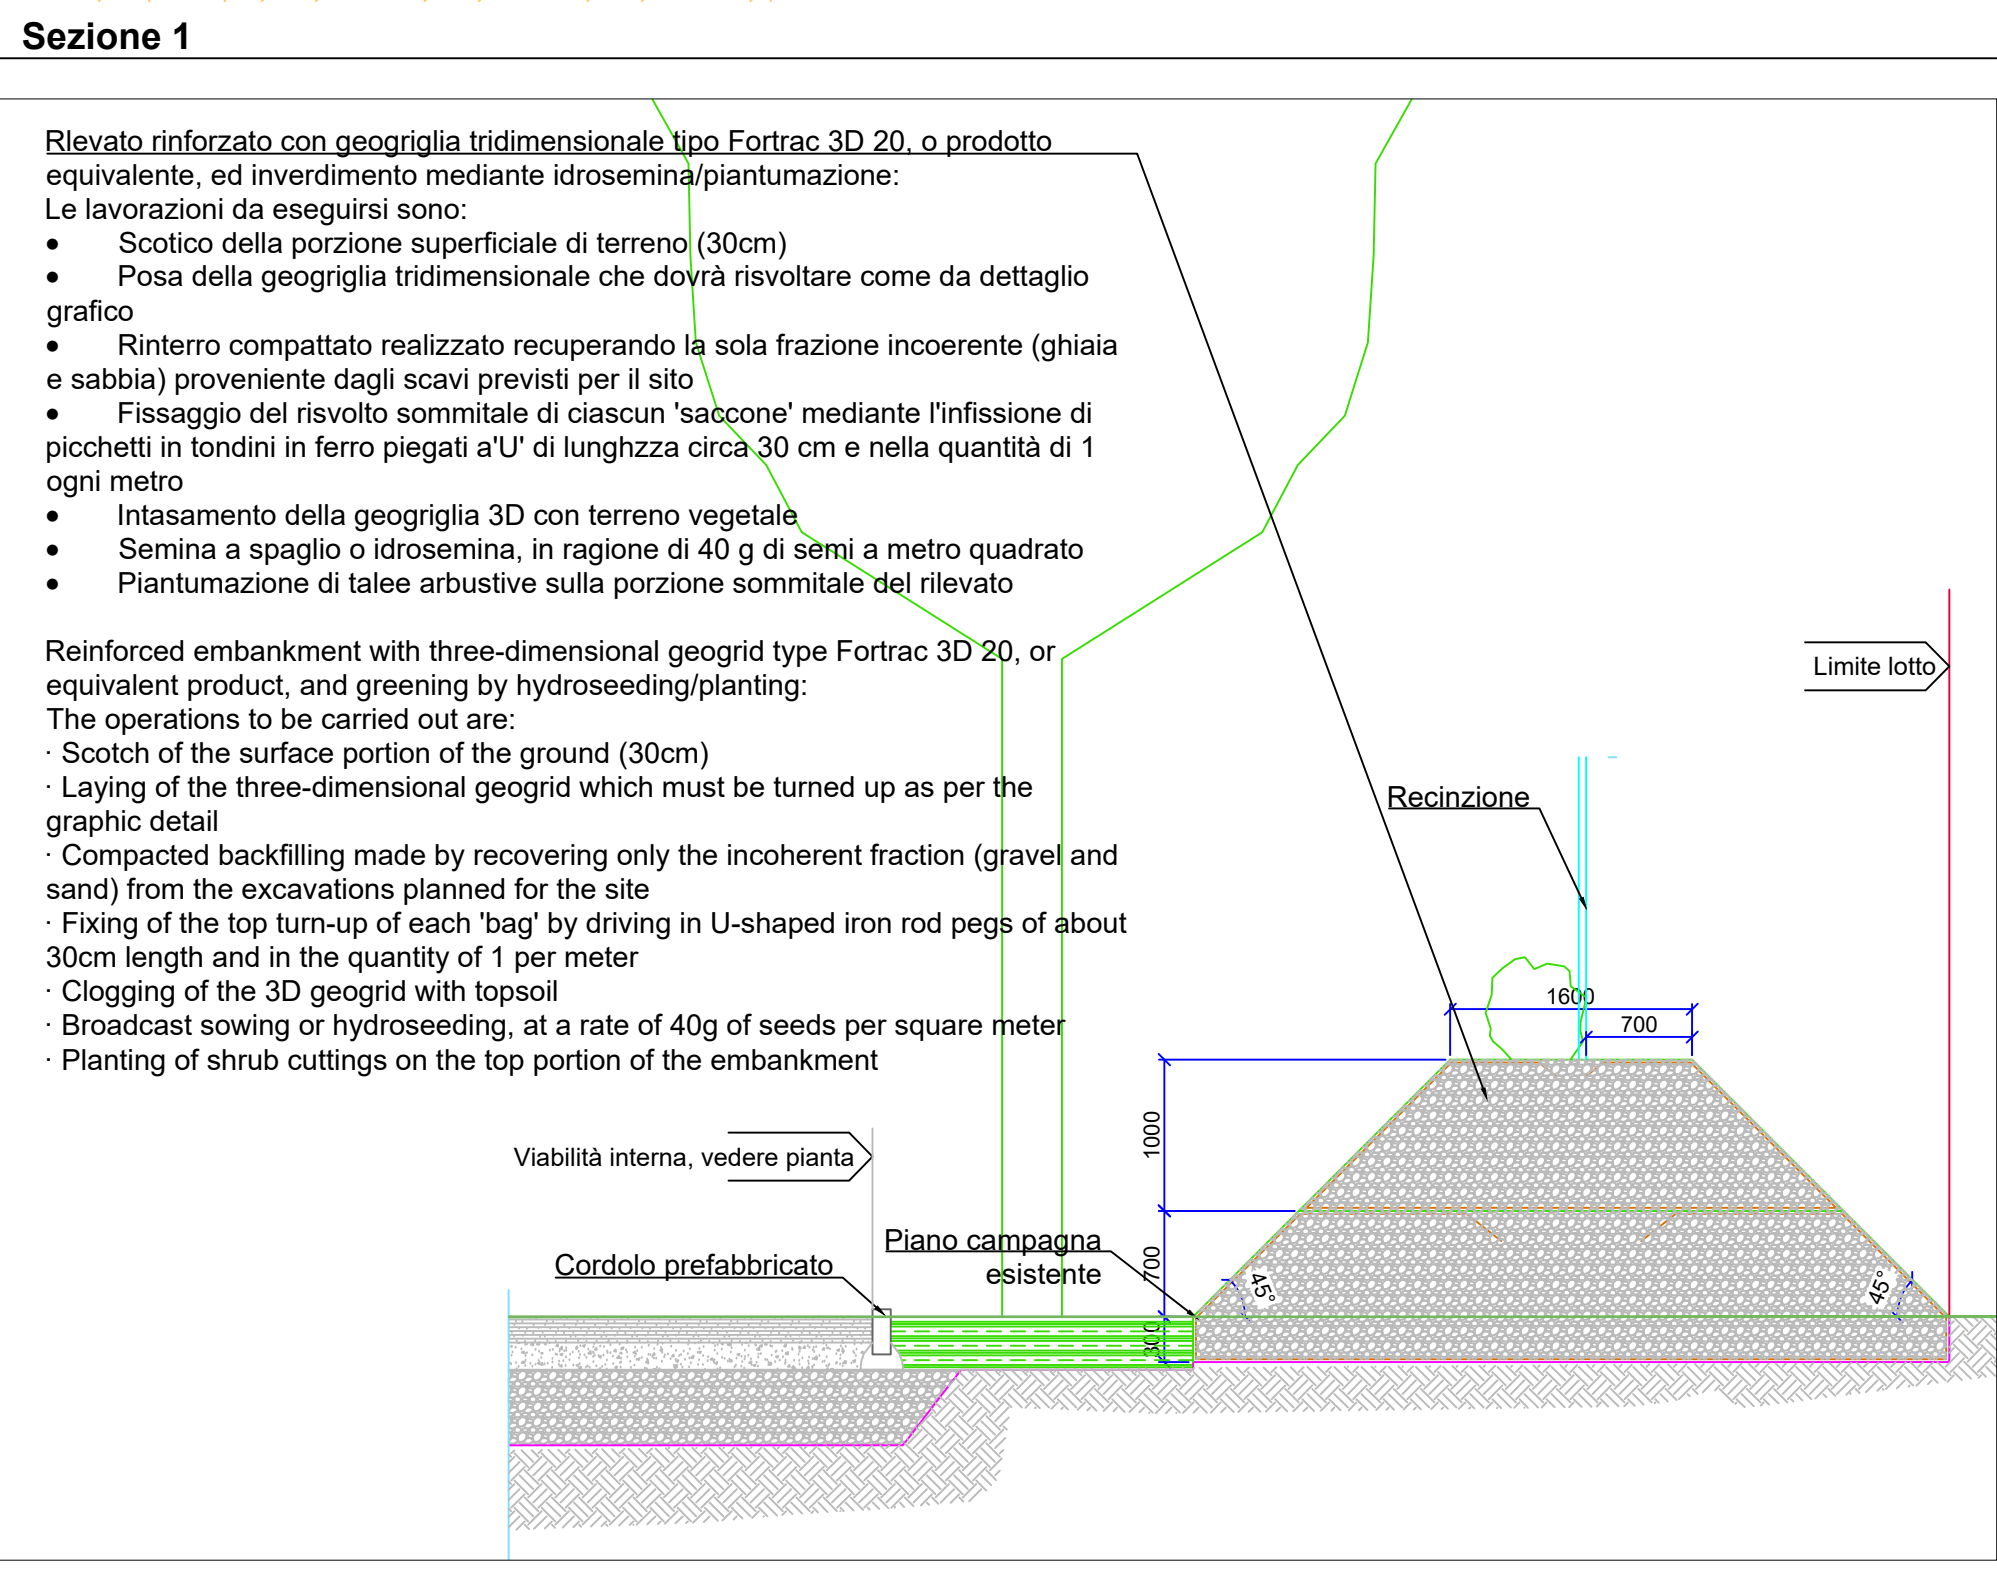 Sezione 1
RIevato rinforzato con geogriglia tridimensionale tipo Fortrac 3D 20, o prodotto
equivalente, ed inverdimento mediante idrosemina/piantumazione:
Le lavorazioni da eseguirsi sono:
• Scotico della porzione superficiale di terreno (30cm)
• Posa della geogriglia tridimensionale che dovrà risvoltare come da dettaglio
grafico
• Rinterro compattato realizzato recuperando la sola frazione incoerente (ghiaia
e sabbia) proveniente dagli scavi previsti per il sito
• Fissaggio del risvolto sommitale di ciascun 'saccone' mediante l'infissione di
picchetti in tondini in ferro piegati a'U' di lunghzza circa 30 cm e nella quantità di 1
ogni metro
• Intasamento della geogriglia 3D con terreno vegetale
• Semina a spaglio o idrosemina, in ragione di 40 g di semi a metro quadrato
• Piantumazione di talee arbustive sulla porzione sommitale del rilevato
Reinforced embankment with three-dimensional geogrid type Fortrac 3D 20, or
equivalent product, and greening by hydroseeding/planting:
The operations to be carried out are:
· Scotch of the surface portion of the ground (30cm)
· Laying of the three-dimensional geogrid which must be turned up as per the
graphic detail
· Compacted backfilling made by recovering only the incoherent fraction (gravel and
sand) from the excavations planned for the site
· Fixing of the top turn-up of each 'bag' by driving in U-shaped iron rod pegs of about
30cm length and in the quantity of 1 per meter
· Clogging of the 3D geogrid with topsoil
· Broadcast sowing or hydroseeding, at a rate of 40g of seeds per square meter
· Planting of shrub cuttings on the top portion of the embankment
Limite lotto
Recinzione
1600
700
1000
Viabilità interna, vedere pianta
Piano campagna
esistente
Cordolo prefabbricato
700
45°
45°
300